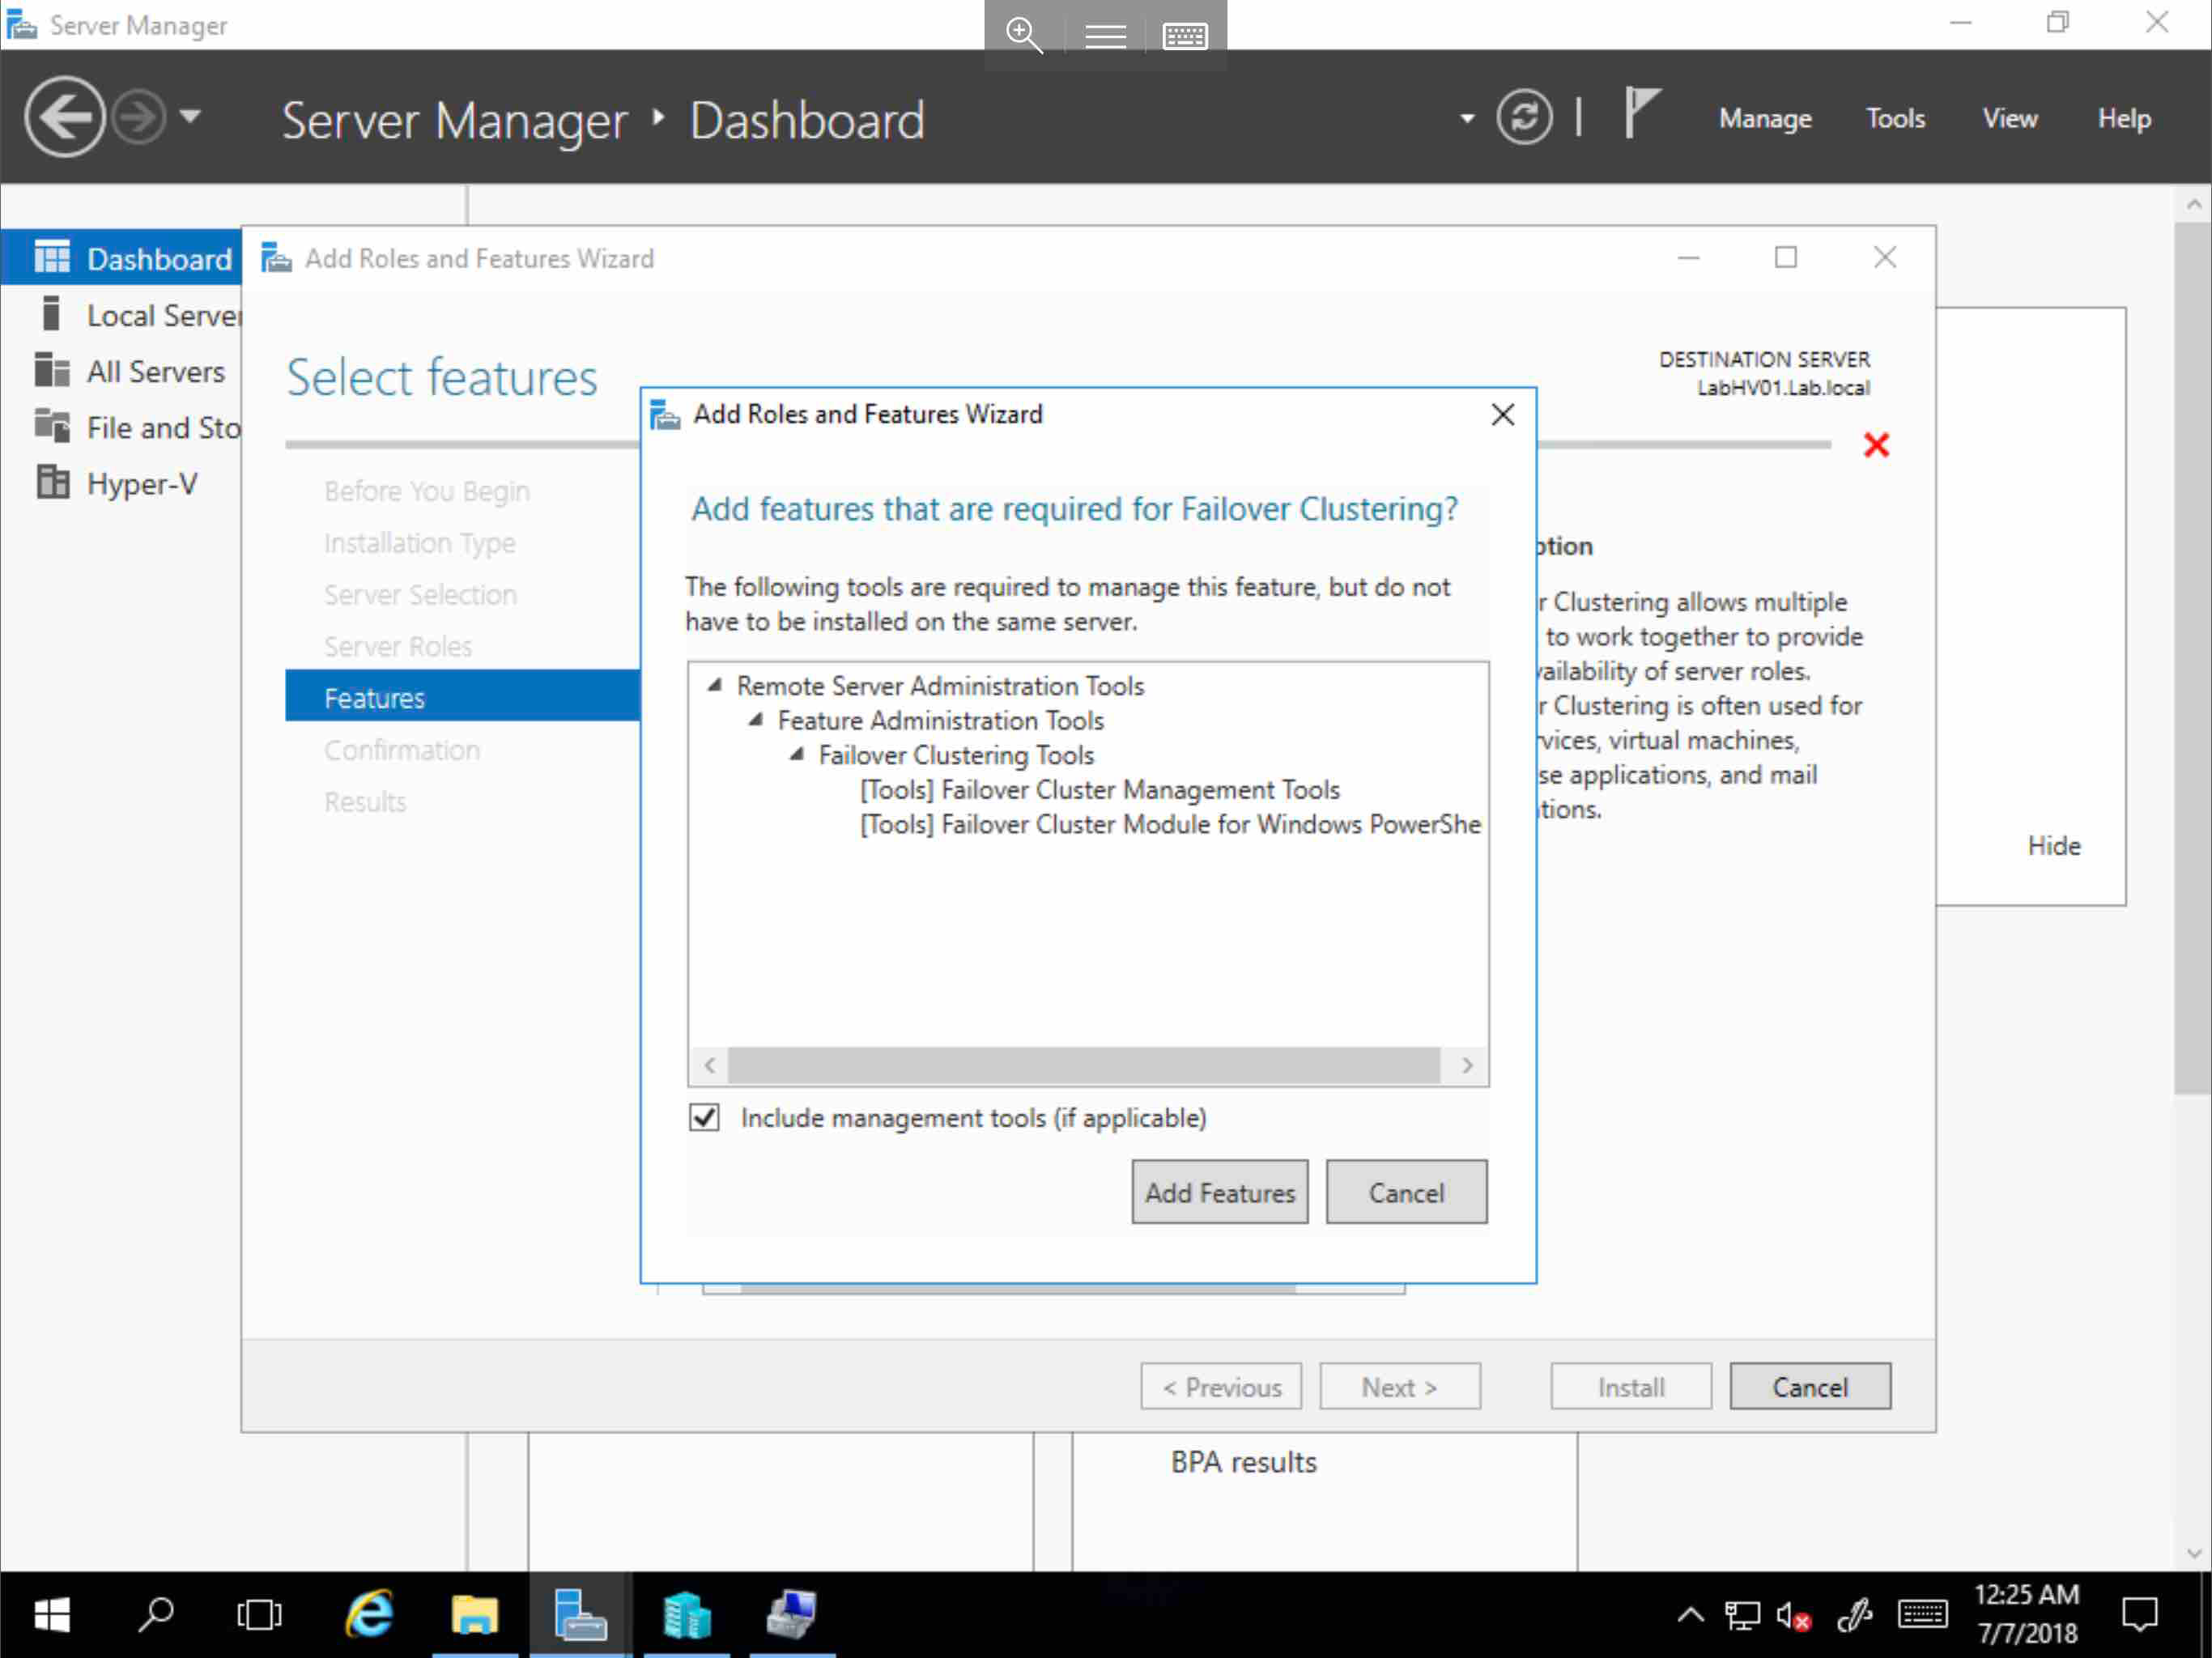 Server Manager
Server Manager Dashboard
Manage
Tools
View
Help
Dashboard
Local Server
All Servers
File and Sto
Hyper-V
Add Roles and Features Wizard
Select features
DESTINATION SERVER
LabHV01.Lab.local
Before You Begin
Installation Type
Server Selection
Server Roles
Features
Confirmation
Results
Add Roles and Features Wizard
Add features that are required for Failover Clustering?
The following tools are required to manage this feature, but do not
have to be installed on the same server.
Remote Server Administration Tools
Feature Administration Tools
Failover Clustering Tools
[Tools] Failover Cluster Management Tools
[Tools] Failover Cluster Module for Windows PowerShe
Include management tools (if applicable)
Add Features
Cancel
ption
r Clustering allows multiple
to work together to provide
vailability of server roles.
r Clustering is often used for
rvices, virtual machines,
se applications, and mail
tions.
Hide
< Previous
Next >
Install
Cancel
BPA results
12:25 AM
7/7/2018